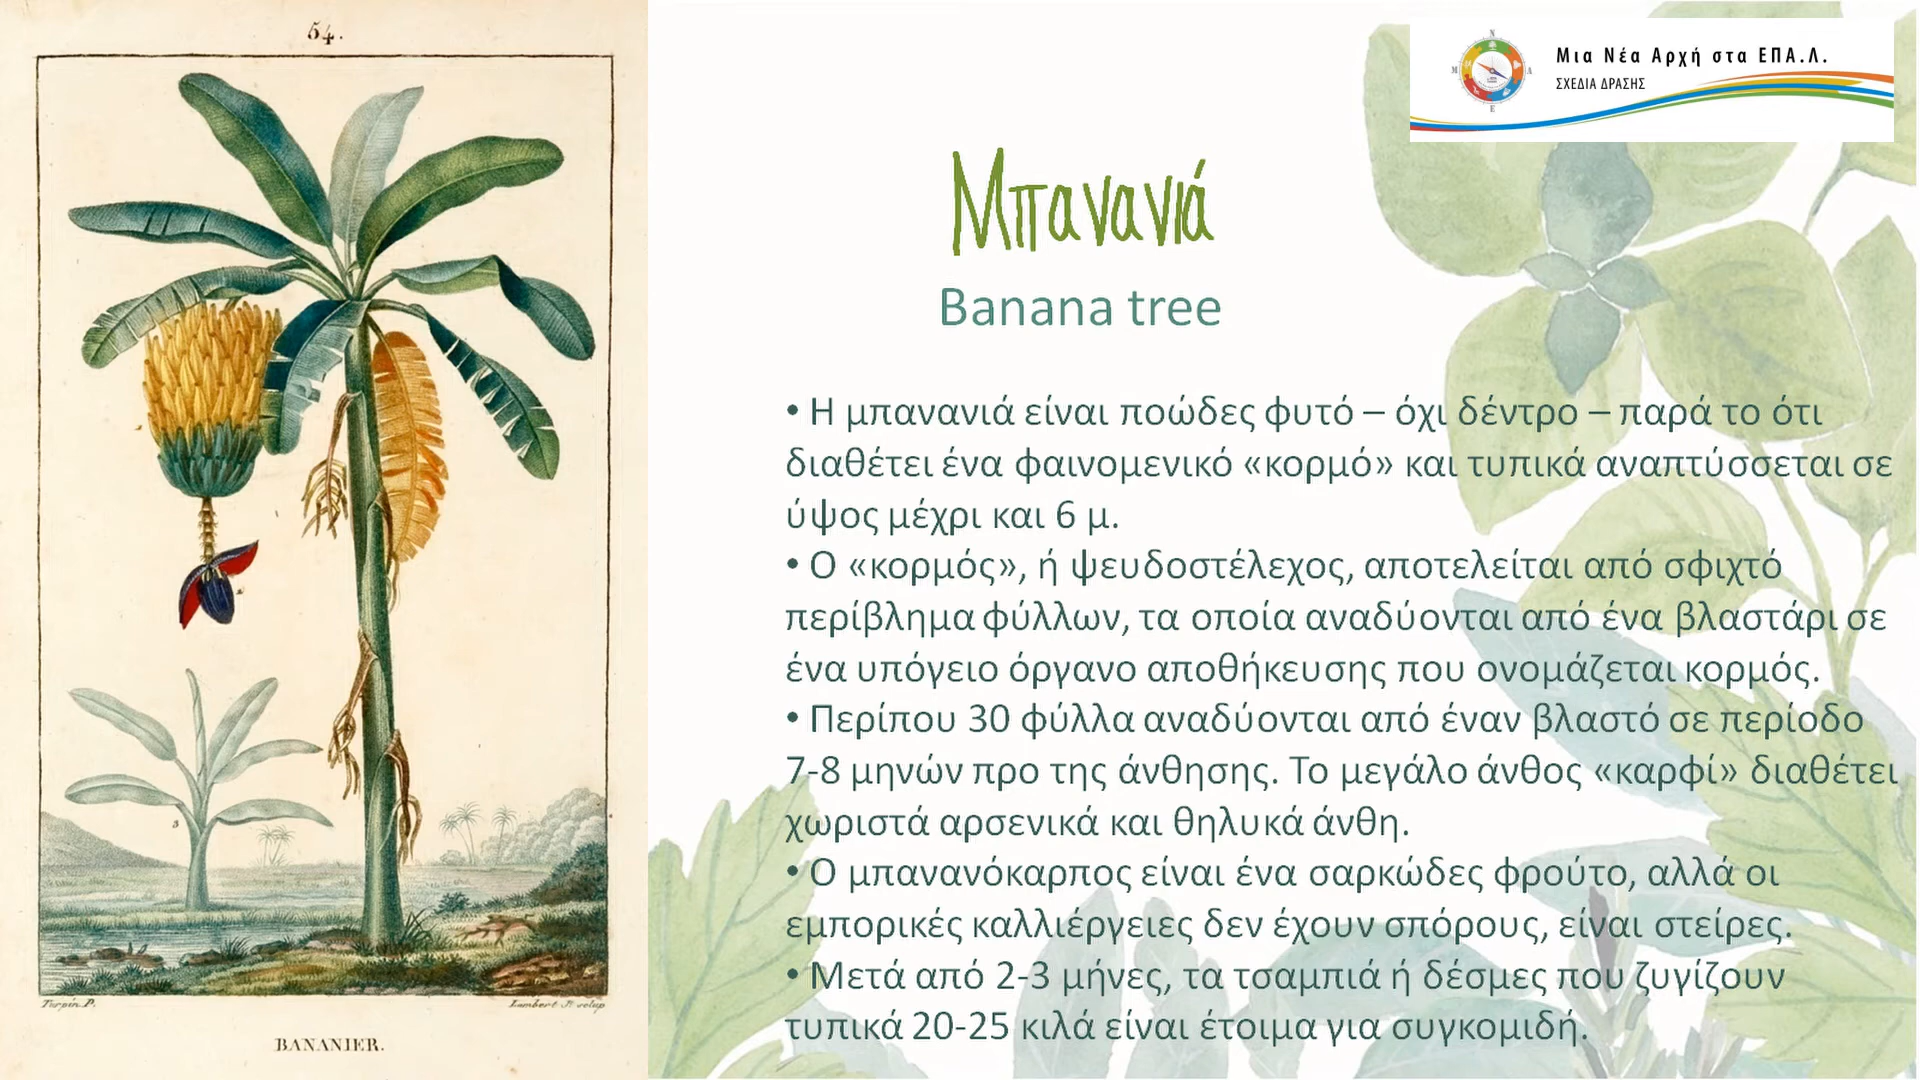 54.
Turpin P.
Lambert Jr sculp
BANANIER.
Μια Νέα Αρχή στα ΕΠΑ.Λ.
ΣΧΕΔΙΑ ΔΡΑΣΗΣ
Μπανανιά
Banana tree
• Η μπανανιά είναι ποώδες φυτό – όχι δέντρο – παρά το ότι
διαθέτει ένα φαινομενικό «κορμό» και τυπικά αναπτύσσεται σε
ύψος μέχρι και 6 μ.
• Ο «κορμός», ή ψευδοστέλεχος, αποτελείται από σφιχτό
περίβλημα φύλλων, τα οποία αναδύονται από ένα βλαστάρι σε
ένα υπόγειο όργανο αποθήκευσης που ονομάζεται κορμός.
• Περίπου 30 φύλλα αναδύονται από έναν βλαστό σε περίοδο
7-8 μηνών προ της άνθησης. Το μεγάλο άνθος «καρφί» διαθέτει
χωριστά αρσενικά και θηλυκά άνθη.
• Ο μπανανόκαρπος είναι ένα σαρκώδες φρούτο, αλλά οι
εμπορικές καλλιέργειες δεν έχουν σπόρους, είναι στείρες.
• Μετά από 2-3 μήνες, τα τσαμπιά ή δέσμες που ζυγίζουν
τυπικά 20-25 κιλά είναι έτοιμα για συγκομιδή.